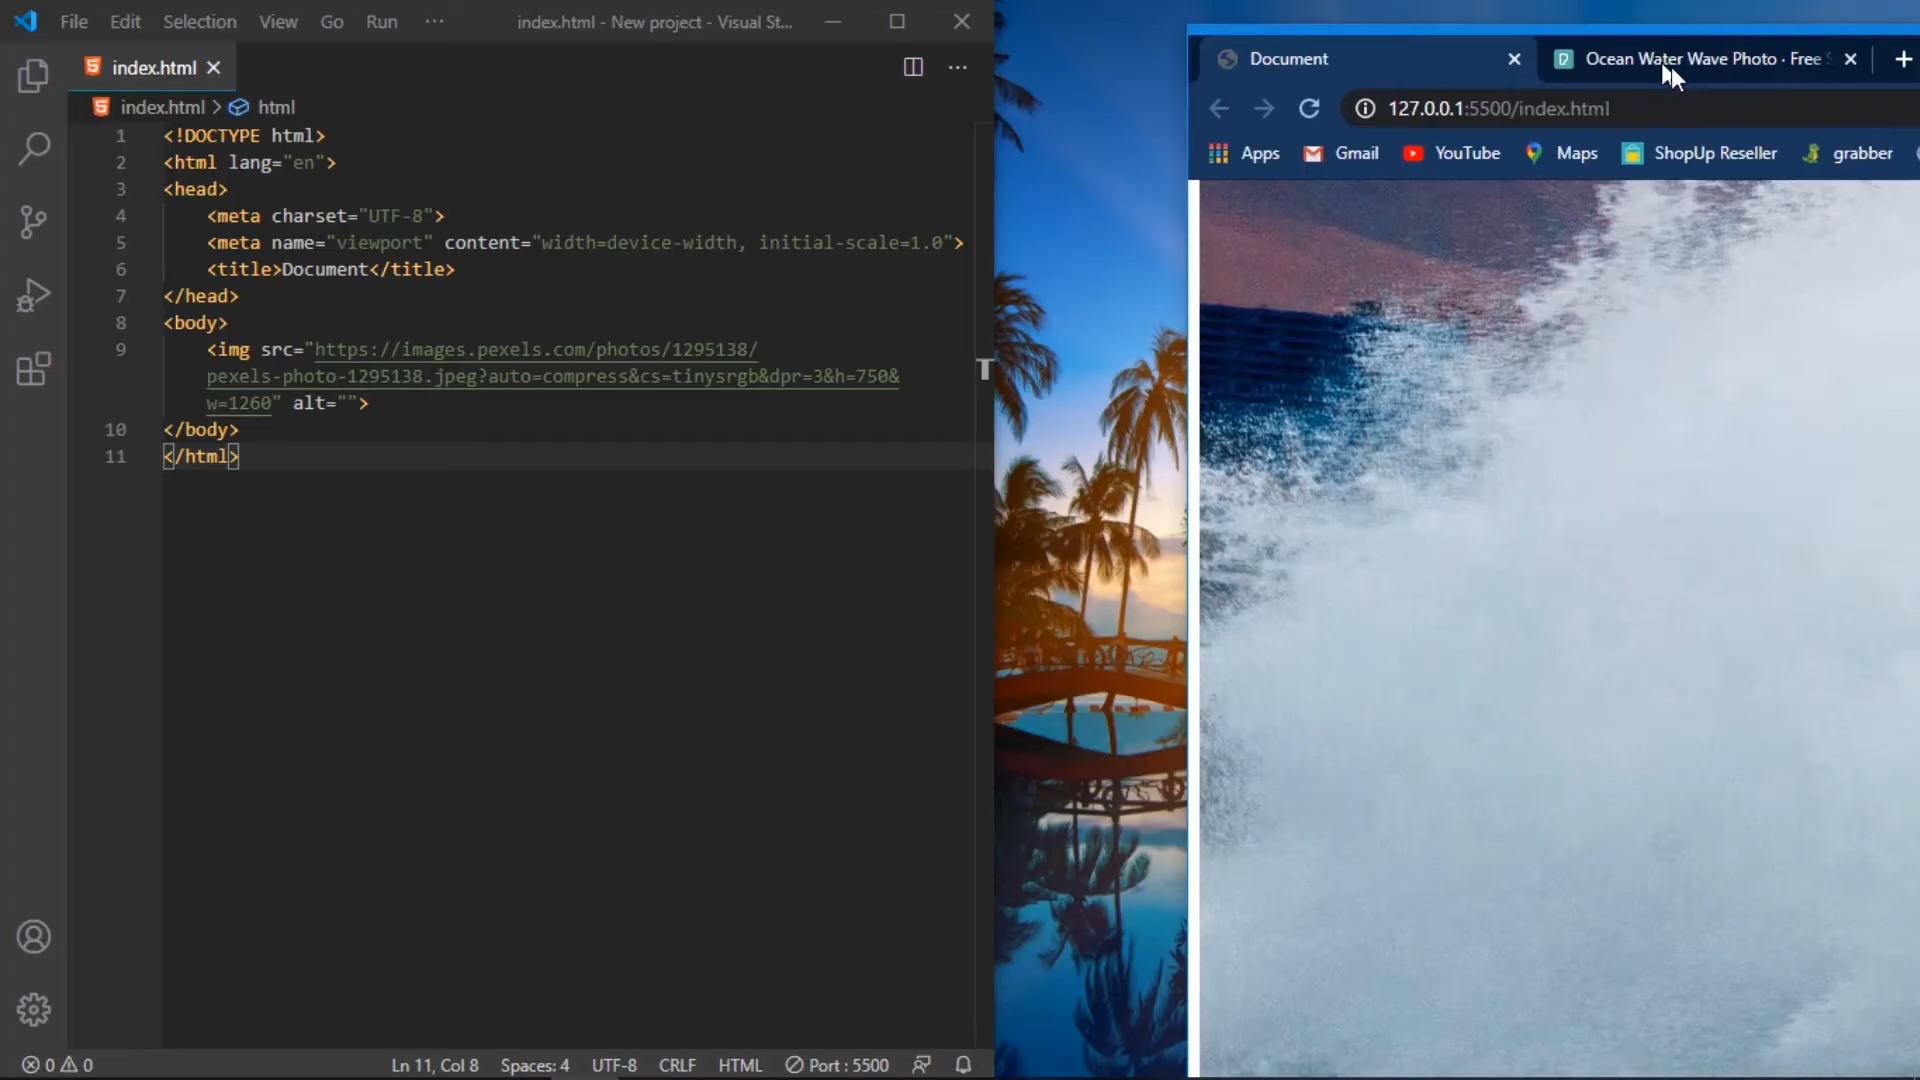 File Edit Selection View Go Run ··· index.html - New project - Visual St...
index.html
index.html > html
1 <!DOCTYPE html>
2 <html lang="en">
3 <head>
4 <meta charset="UTF-8">
5 <meta name="viewport" content="width=device-width, initial-scale=1.0">
6 <title>Document</title>
7 </head>
8 <body>
9 <img src="https://images.pexels.com/photos/1295138/
pexels-photo-1295138.jpeg?auto=compress&cs=tinysrgb&dpr=3&h=750&
w=1260" alt="">
10 </body>
11 </html>
0 0 Ln 11, Col 8 Spaces: 4 UTF-8 CRLF HTML Port : 5500
T
Document Ocean Water Wave Photo · Free
127.0.0.1:5500/index.html
Apps Gmail YouTube Maps ShopUp Reseller grabber